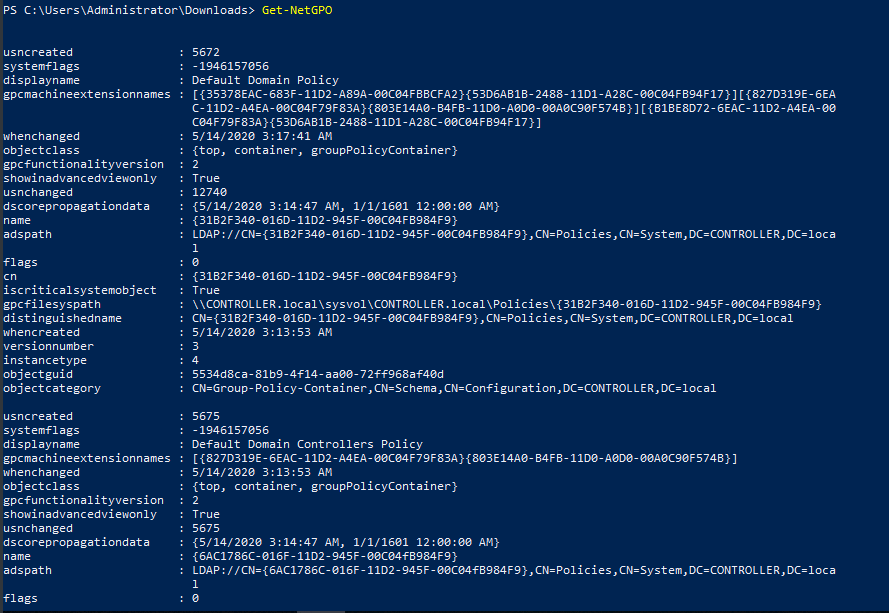 PS C:\Users\Administrator\Downloads> Get-NetGPO
usncreated : 5672
systemflags : -1946157056
displayname : Default Domain Policy
gpcmachineextensionnames : [{35378EAC-683F-11D2-A89A-00C04FBBCFA2}{53D6AB1B-2488-11D1-A28C-00C04FB94F17}][{827D319E-6EA
C-11D2-A4EA-00C04F79F83A}{803E14A0-B4FB-11D0-A0D0-00A0C90F574B}][{B1BE8D72-6EAC-11D2-A4EA-00
C04F79F83A}{53D6AB1B-2488-11D1-A28C-00C04FB94F17}]
whenchanged : 5/14/2020 3:17:41 AM
objectclass : {top, container, groupPolicyContainer}
gpcfunctionalityversion : 2
showinadvancedviewonly : True
usnchanged : 12740
dscorepropagationdata : {5/14/2020 3:14:47 AM, 1/1/1601 12:00:00 AM}
name : {31B2F340-016D-11D2-945F-00C04FB984F9}
adspath : LDAP://CN={31B2F340-016D-11D2-945F-00C04FB984F9},CN=Policies,CN=System,DC=CONTROLLER,DC=loca
l
flags : 0
cn : {31B2F340-016D-11D2-945F-00C04FB984F9}
iscriticalsystemobject : True
gpcfilesyspath : \\CONTROLLER.local\sysvol\CONTROLLER.local\Policies\{31B2F340-016D-11D2-945F-00C04FB984F9}
distinguishedname : CN={31B2F340-016D-11D2-945F-00C04FB984F9},CN=Policies,CN=System,DC=CONTROLLER,DC=local
whencreated : 5/14/2020 3:13:53 AM
versionnumber : 3
instancetype : 4
objectguid : 5534d8ca-81b9-4f14-aa00-72ff968af40d
objectcategory : CN=Group-Policy-Container,CN=Schema,CN=Configuration,DC=CONTROLLER,DC=local
usncreated : 5675
systemflags : -1946157056
displayname : Default Domain Controllers Policy
gpcmachineextensionnames : [{827D319E-6EAC-11D2-A4EA-00C04F79F83A}{803E14A0-B4FB-11D0-A0D0-00A0C90F574B}]
whenchanged : 5/14/2020 3:13:53 AM
objectclass : {top, container, groupPolicyContainer}
gpcfunctionalityversion : 2
showinadvancedviewonly : True
usnchanged : 5675
dscorepropagationdata : {5/14/2020 3:14:47 AM, 1/1/1601 12:00:00 AM}
name : {6AC1786C-016F-11D2-945F-00C04fB984F9}
adspath : LDAP://CN={6AC1786C-016F-11D2-945F-00C04fB984F9},CN=Policies,CN=System,DC=CONTROLLER,DC=loca
l
flags : 0